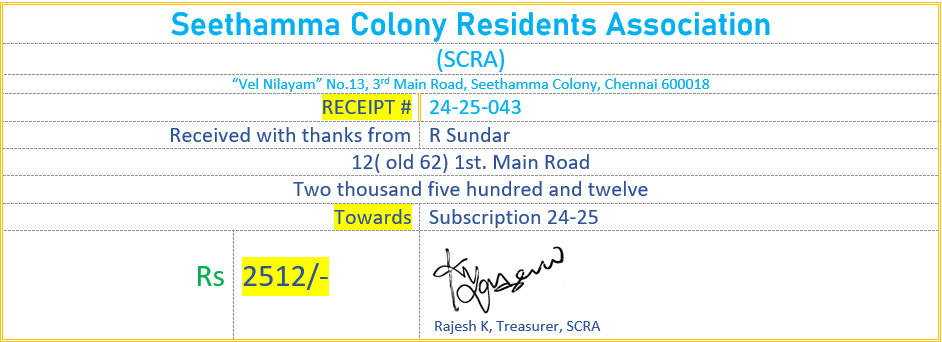 Seethamma Colony Residents Association
(SCRA)
“Vel Nilayam” No.13, 3rd Main Road, Seethamma Colony, Chennai 600018
RECEIPT # 24-25-043
Received with thanks from R Sundar
12( old 62) 1st. Main Road
Two thousand five hundred and twelve
Towards Subscription 24-25
Rs 2512/-
Rajesh K, Treasurer, SCRA